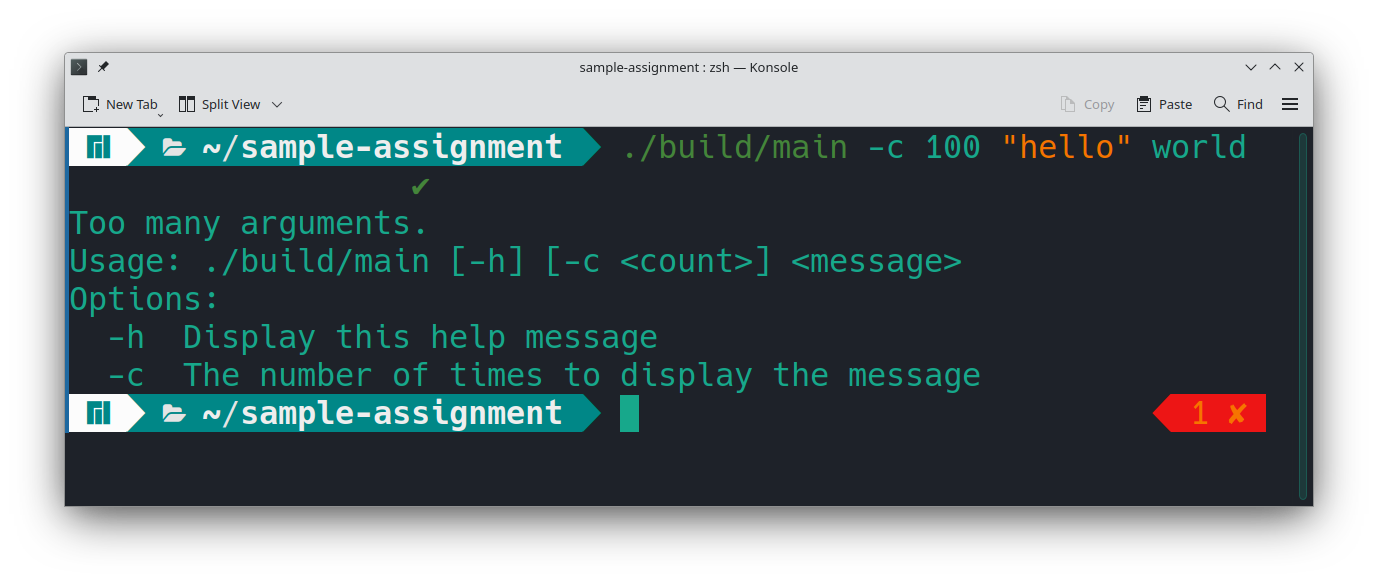 sample-assignment : zsh — Konsole
New Tab Split View Copy Paste Find
~/sample-assignment ./build/main -c 100 "hello" world
✔
Too many arguments.
Usage: ./build/main [-h] [-c <count>] <message>
Options:
  -h  Display this help message
  -c  The number of times to display the message
~/sample-assignment 1 ✘